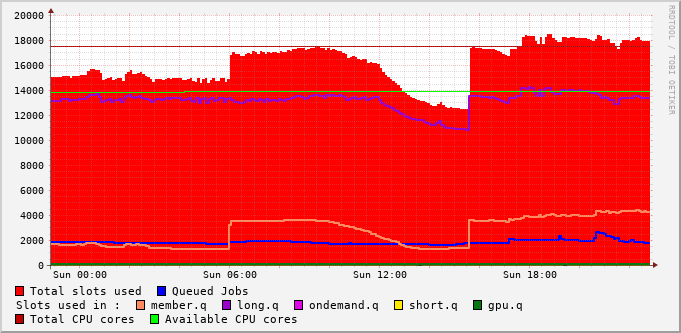 20000
18000
16000
14000
12000
10000
8000
6000
4000
2000
0
Sun 00:00 Sun 06:00 Sun 12:00 Sun 18:00
Total slots used Queued Jobs
Slots used in : member.q long.q ondemand.q short.q gpu.q
Total CPU cores Available CPU cores
RRDTOOL / TOBI OETIKER